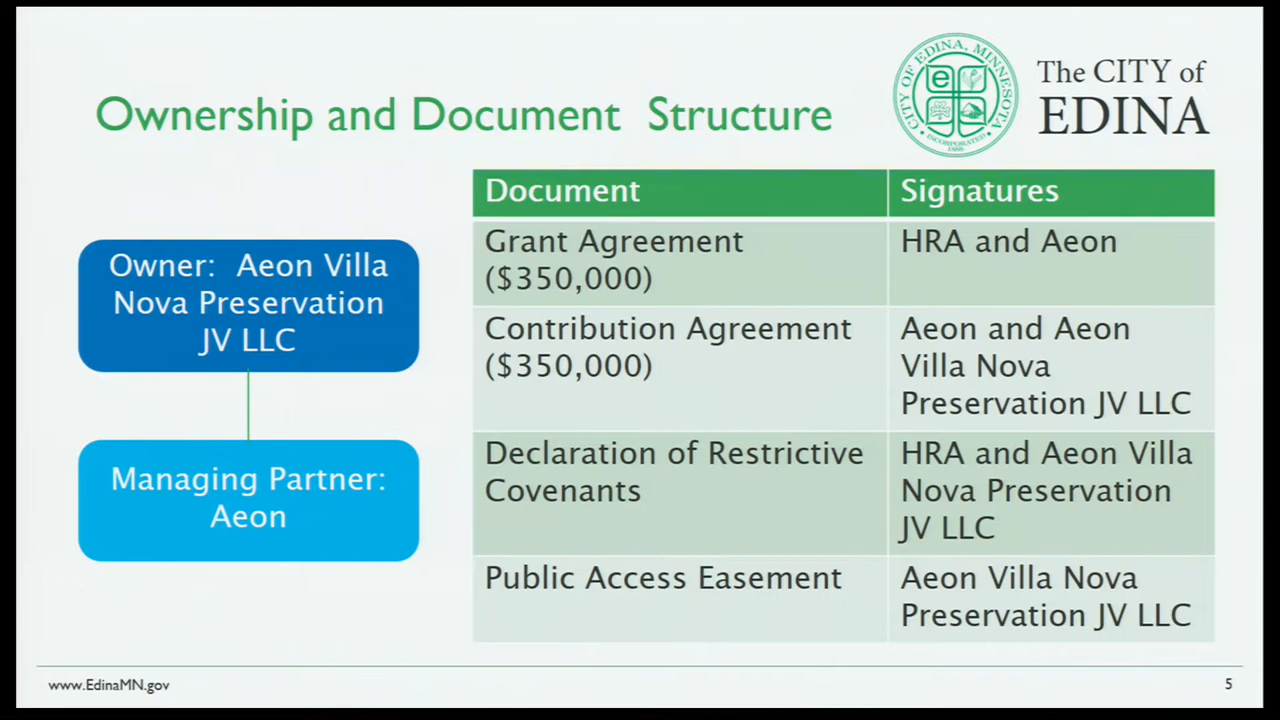 Ownership and Document Structure
CITY OF EDINA, MINNESOTA
e
INCORPORATED
1888
The CITY of
EDINA
Owner: Aeon Villa
Nova Preservation
JV LLC
Managing Partner:
Aeon
Document
Signatures
Grant Agreement
($350,000)
HRA and Aeon
Contribution Agreement
($350,000)
Aeon and Aeon
Villa Nova
Preservation JV LLC
Declaration of Restrictive
Covenants
HRA and Aeon Villa
Nova Preservation
JV LLC
Public Access Easement
Aeon Villa Nova
Preservation JV LLC
www.EdinaMN.gov
5